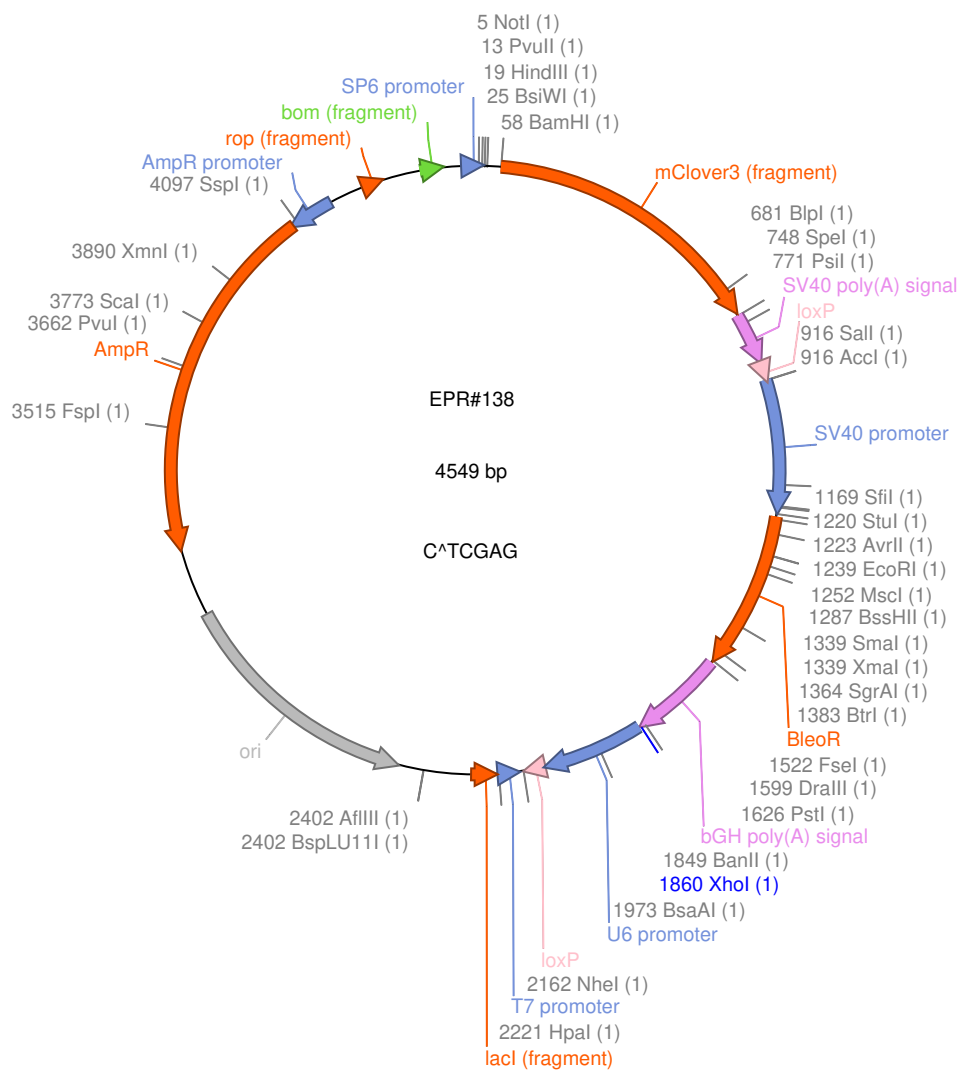 5 NotI (1)
13 PvuII (1)
19 HindIII (1)
SP6 promoter
25 BsiWI (1)
bom (fragment)
58 BamHI (1)
rop (fragment)
AmpR promoter
4097 SspI (1)
mClover3 (fragment)
681 BlpI (1)
748 SpeI (1)
3890 XmnI (1)
771 PsiI (1)
SV40 poly(A) signal
3773 ScaI (1)
loxP
3662 PvuI (1)
916 SalI (1)
AmpR
916 AccI (1)
EPR#138
3515 FspI (1)
SV40 promoter
4549 bp
1169 SfiI (1)
1220 StuI (1)
1223 AvrII (1)
C^TCGAG
1239 EcoRI (1)
1252 MscI (1)
1287 BssHII (1)
1339 SmaI (1)
1339 XmaI (1)
1364 SgrAI (1)
1383 BtrI (1)
BleoR
ori
1522 FseI (1)
1599 DraIII (1)
1626 PstI (1)
2402 AflIII (1)
2402 BspLU11I (1)
bGH poly(A) signal
1849 BanII (1)
1860 XhoI (1)
1973 BsaAI (1)
U6 promoter
loxP
2162 NheI (1)
T7 promoter
2221 HpaI (1)
lacI (fragment)